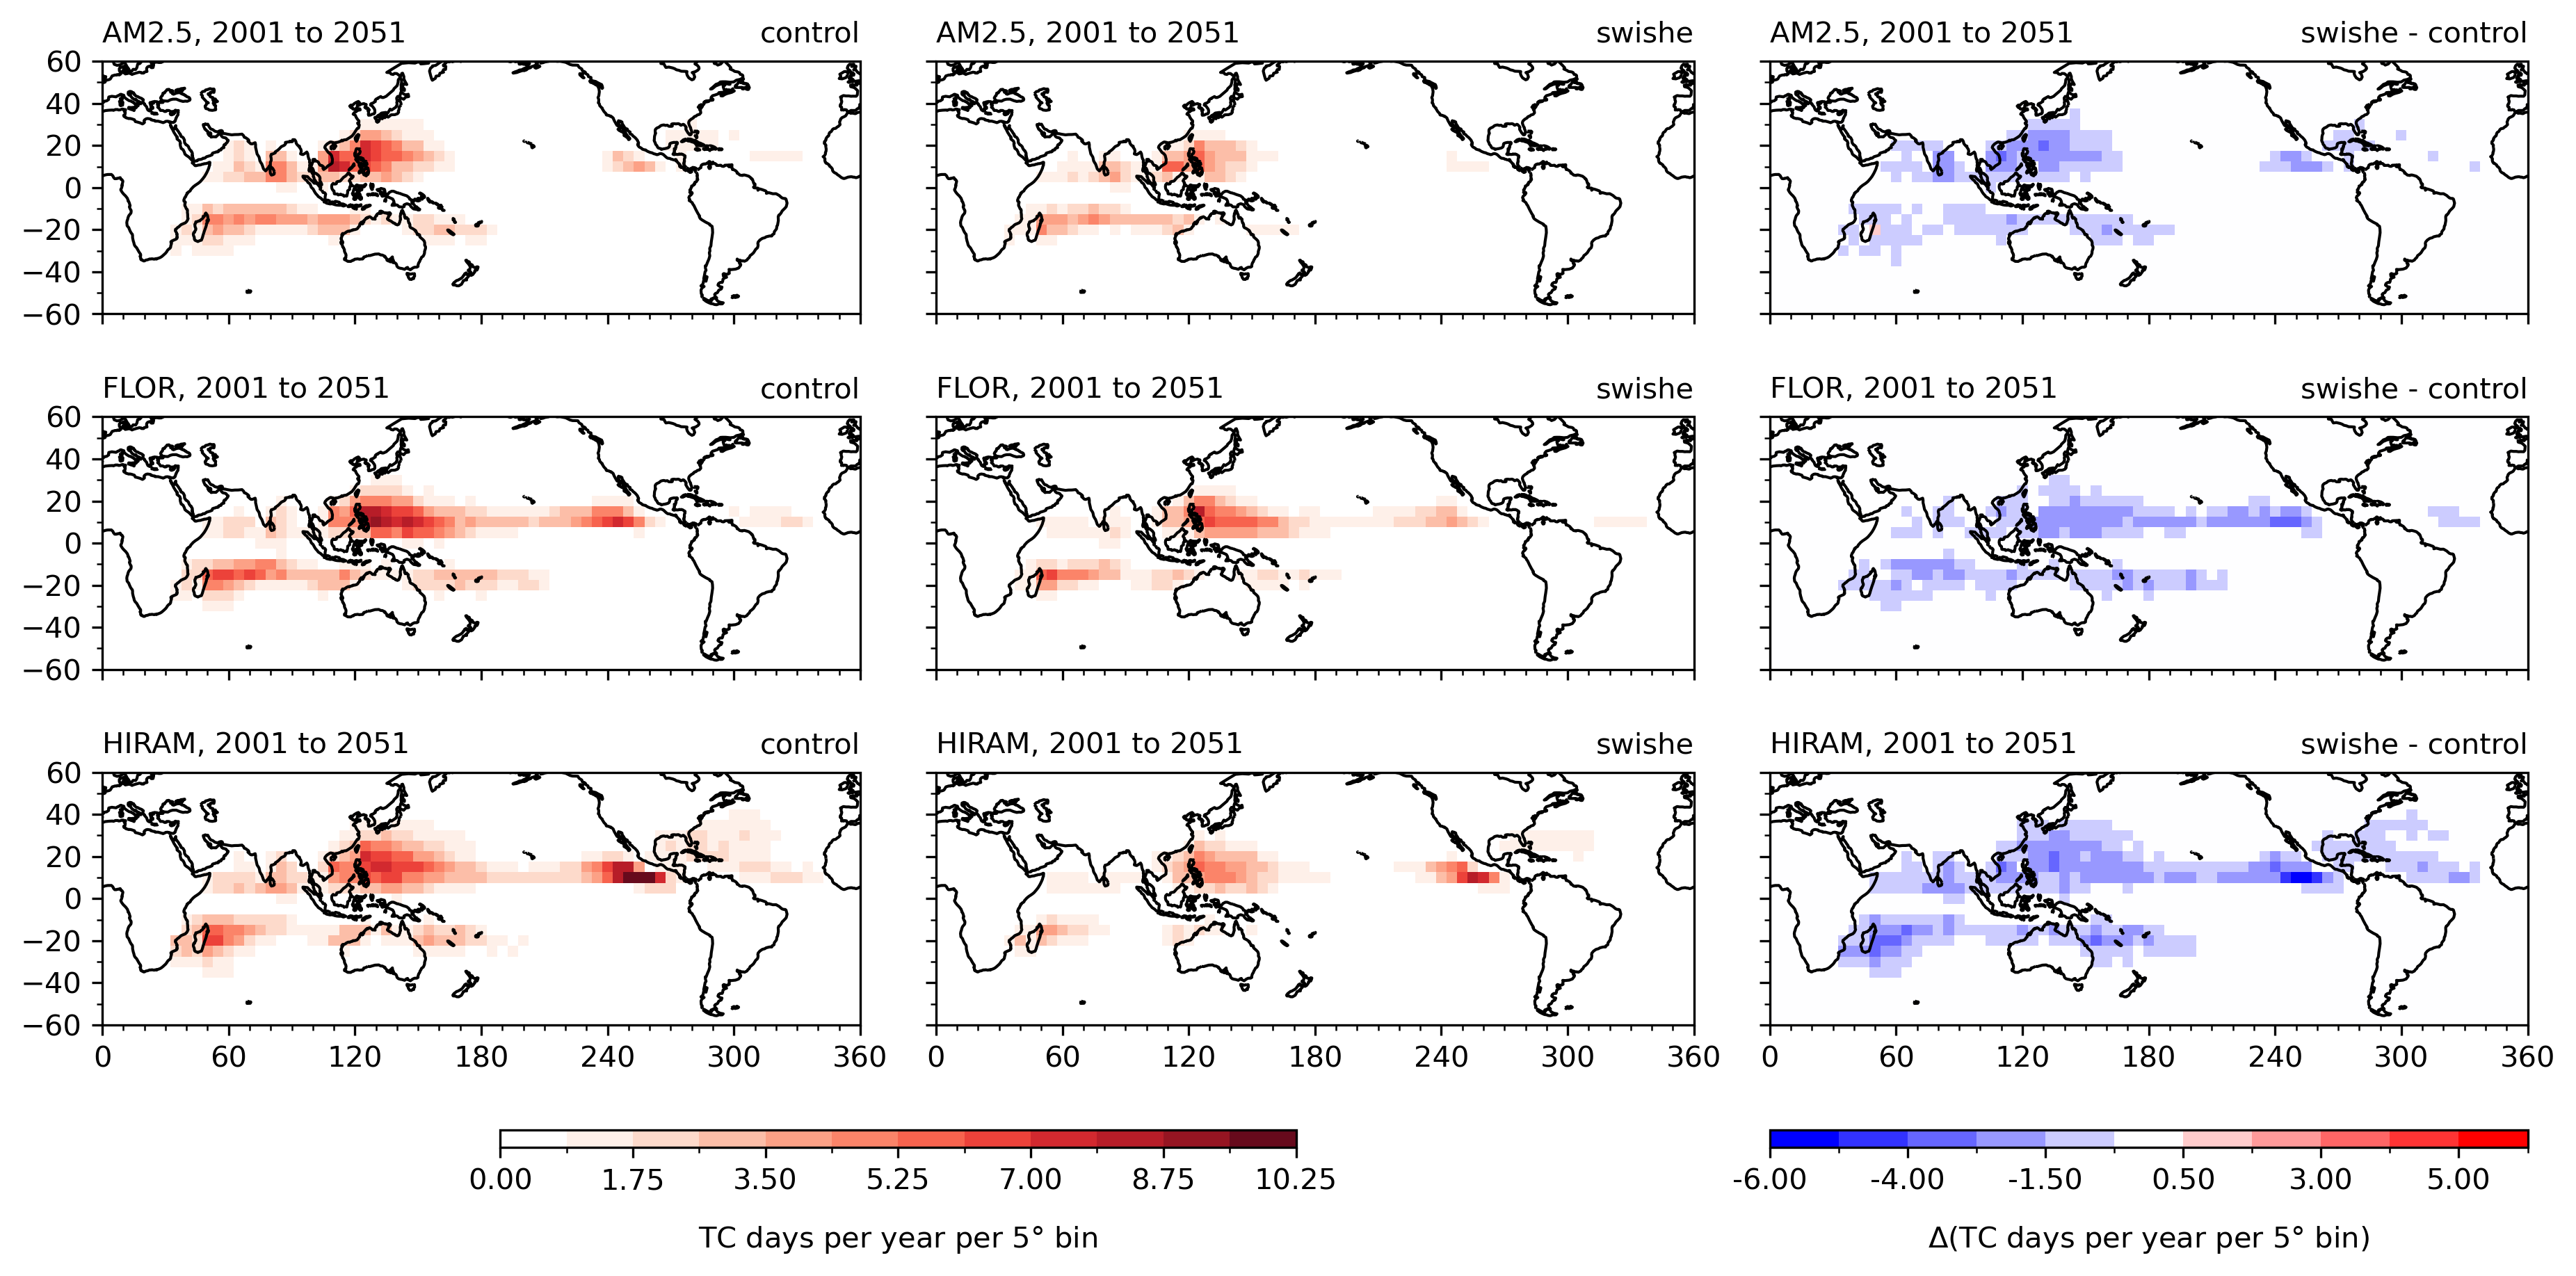 AM2.5, 2001 to 2051 control
AM2.5, 2001 to 2051 swishe
AM2.5, 2001 to 2051 swishe - control
60
40
20
0
−20
−40
−60
FLOR, 2001 to 2051 control
FLOR, 2001 to 2051 swishe
FLOR, 2001 to 2051 swishe - control
60
40
20
0
−20
−40
−60
HIRAM, 2001 to 2051 control
HIRAM, 2001 to 2051 swishe
HIRAM, 2001 to 2051 swishe - control
60
40
20
0
−20
−40
−60
0 60 120 180 240 300 360
0 60 120 180 240 300 360
0 60 120 180 240 300 360
0.00 1.75 3.50 5.25 7.00 8.75 10.25
TC days per year per 5° bin
-6.00 -4.00 -1.50 0.50 3.00 5.00
Δ(TC days per year per 5° bin)